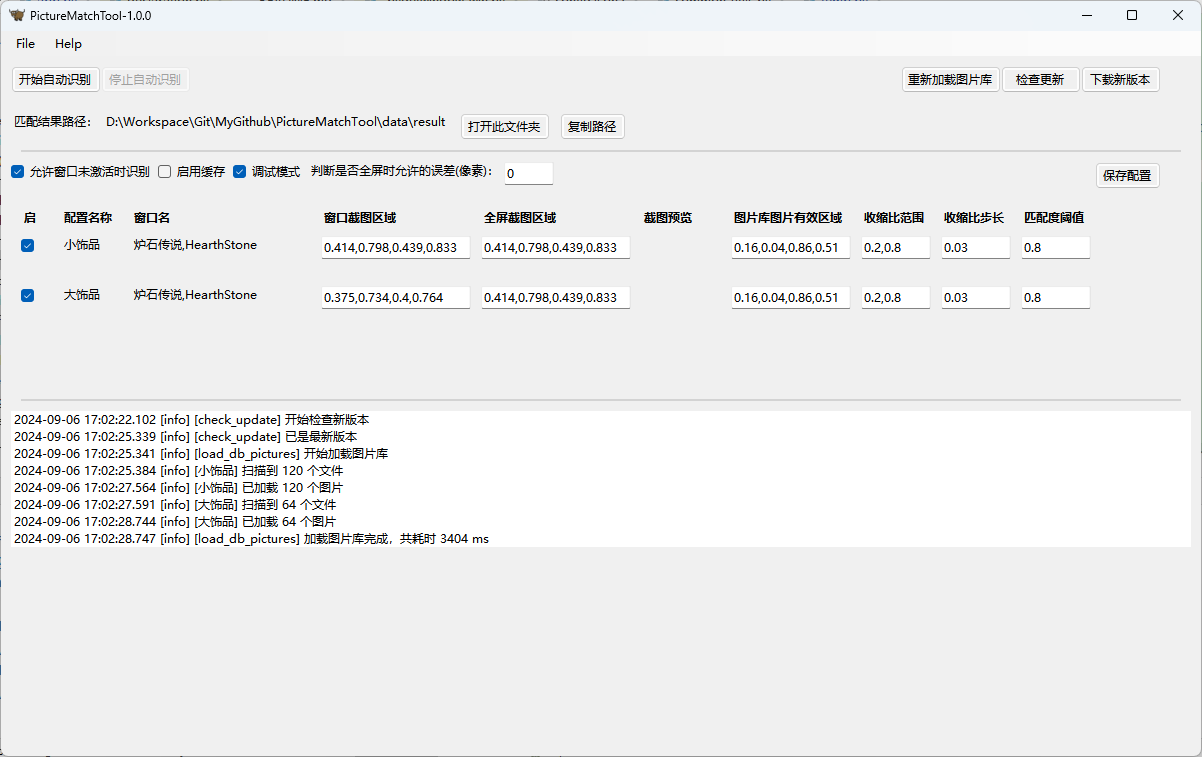 PictureMatchTool-1.0.0
File Help
开始自动识别 停止自动识别 重新加载图片库 检查更新 下载新版本
匹配结果路径： D:\Workspace\Git\MyGithub\PictureMatchTool\data\result 打开此文件夹 复制路径
允许窗口未激活时识别 启用缓存 调试模式 判断是否全屏时允许的误差(像素)： 0 保存配置
启 配置名称 窗口名 窗口截图区域 全屏截图区域 截图预览 图片库图片有效区域 收缩比范围 收缩比步长 匹配度阈值
小饰品 炉石传说,HearthStone 0.414,0.798,0.439,0.833 0.414,0.798,0.439,0.833 0.16,0.04,0.86,0.51 0.2,0.8 0.03 0.8
大饰品 炉石传说,HearthStone 0.375,0.734,0.4,0.764 0.414,0.798,0.439,0.833 0.16,0.04,0.86,0.51 0.2,0.8 0.03 0.8
2024-09-06 17:02:22.102 [info] [check_update] 开始检查新版本
2024-09-06 17:02:25.339 [info] [check_update] 已是最新版本
2024-09-06 17:02:25.341 [info] [load_db_pictures] 开始加载图片库
2024-09-06 17:02:25.384 [info] [小饰品] 扫描到 120 个文件
2024-09-06 17:02:27.564 [info] [小饰品] 已加载 120 个图片
2024-09-06 17:02:27.591 [info] [大饰品] 扫描到 64 个文件
2024-09-06 17:02:28.744 [info] [大饰品] 已加载 64 个图片
2024-09-06 17:02:28.747 [info] [load_db_pictures] 加载图片库完成，共耗时 3404 ms